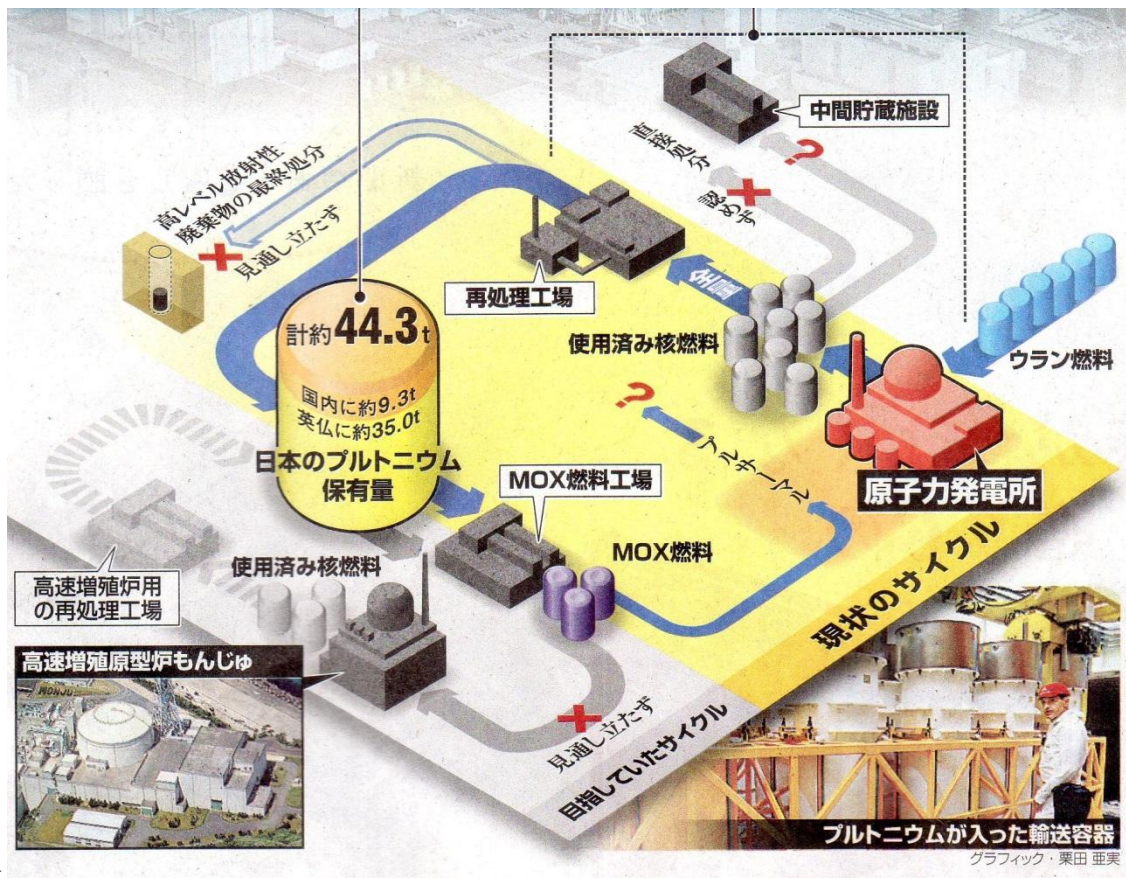 中間貯蔵施設
直接処分
認めず
高レベル放射性
廃棄物の最終処分
見通し立たず
再処理工場
全量
使用済み核燃料
ウラン燃料
計約44.3t
国内に約9.3t
英仏に約35.0t
日本のプルトニウム
保有量
プルサーマル
原子力発電所
MOX燃料工場
MOX燃料
使用済み核燃料
高速増殖炉用
の再処理工場
現状のサイクル
高速増殖原型炉もんじゅ
MONJU
見通し立たず
目指していたサイクル
プルトニウムが入った輸送容器
グラフィック・栗田 亜実